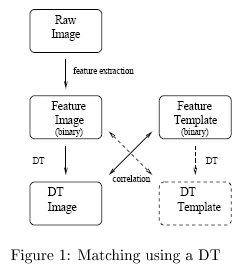 Raw
Image
feature extraction
Feature
Image
(binary)
Feature
Template
(binary)
DT
DT
correlation
DT
Image
DT
Template
Figure 1: Matching using a DT